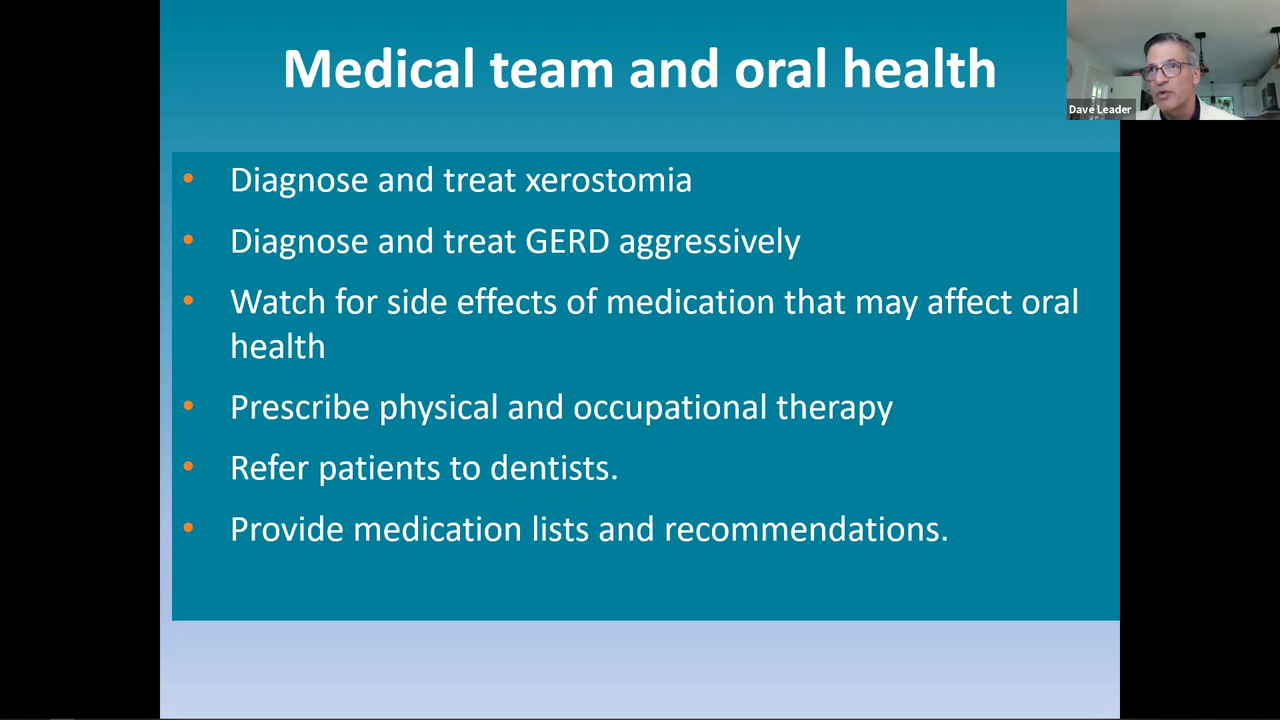 Medical team and oral health
Dave Leader
• Diagnose and treat xerostomia
• Diagnose and treat GERD aggressively
• Watch for side effects of medication that may affect oral
health
• Prescribe physical and occupational therapy
• Refer patients to dentists.
• Provide medication lists and recommendations.